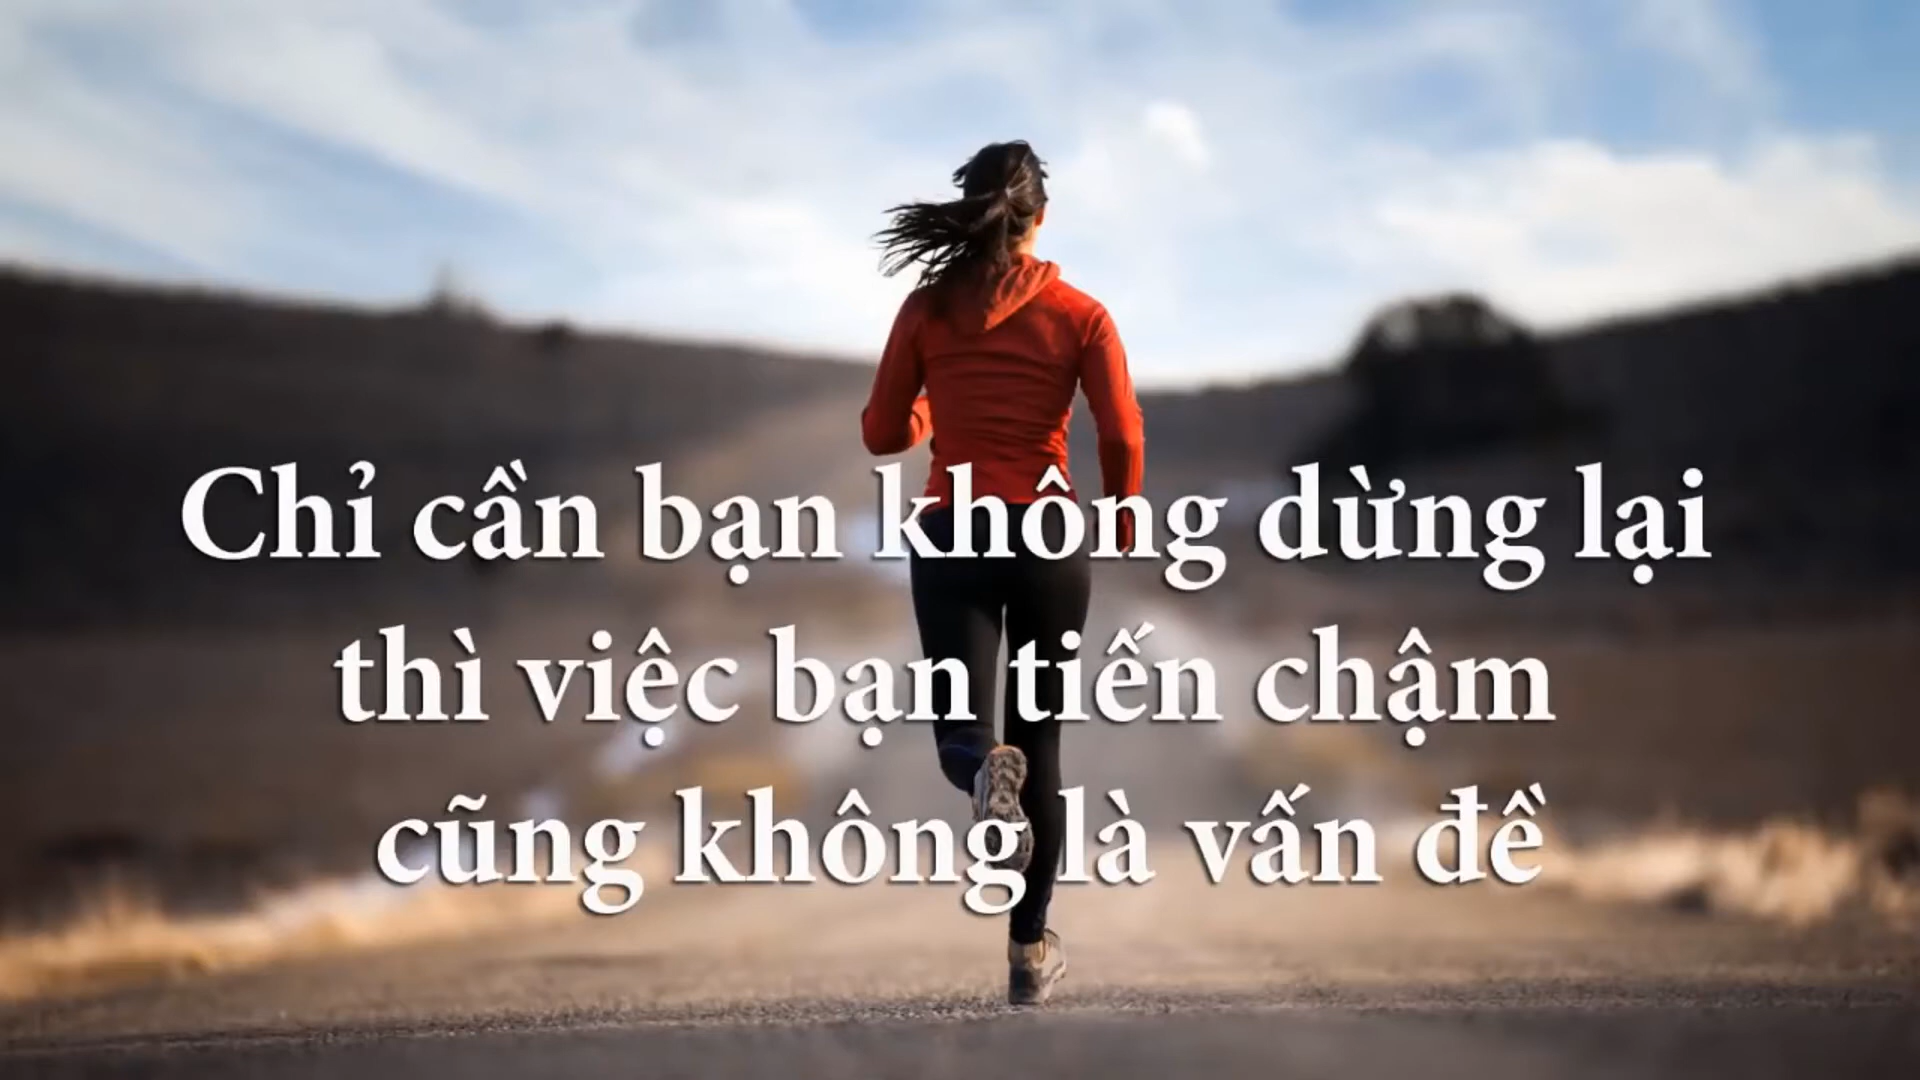 Chỉ cần bạn không dừng lại
thì việc bạn tiến chậm
cũng không là vấn đề